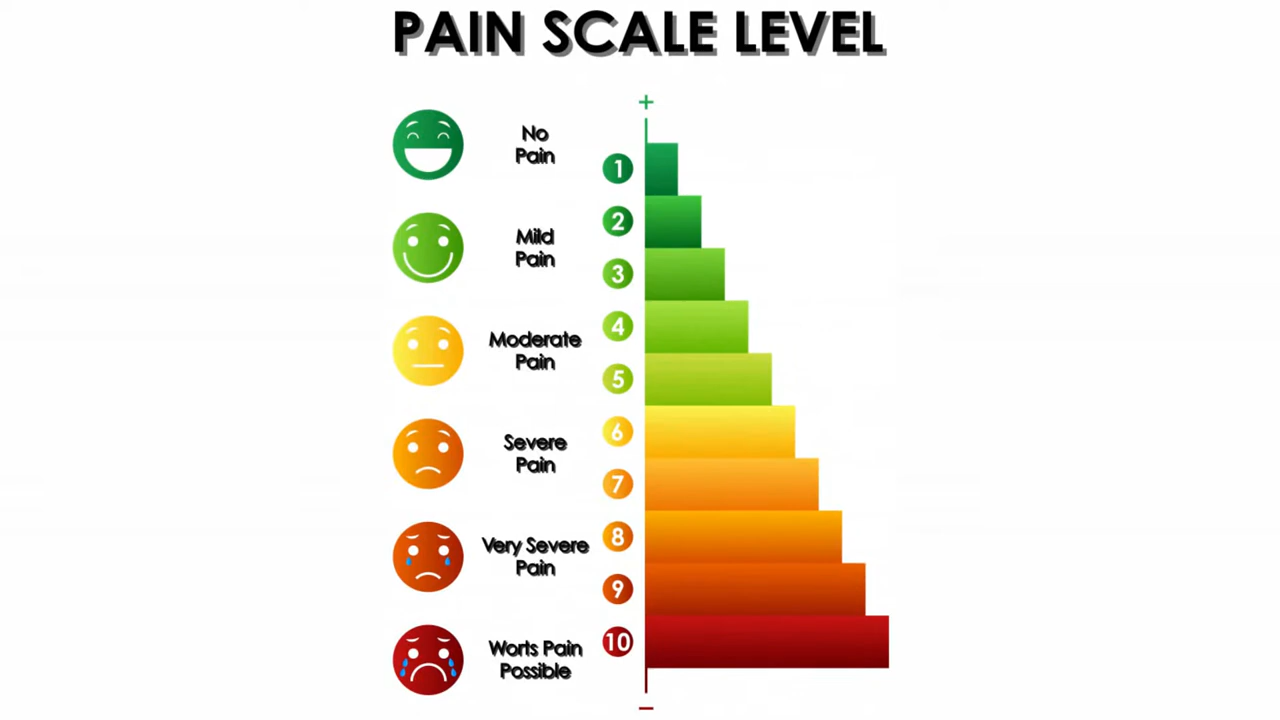 PAIN SCALE LEVEL
+
No
Pain
1
2
Mild
Pain
3
Moderate
Pain
4
5
Severe
Pain
6
7
Very Severe
Pain
8
9
Worts Pain
Possible
10
–